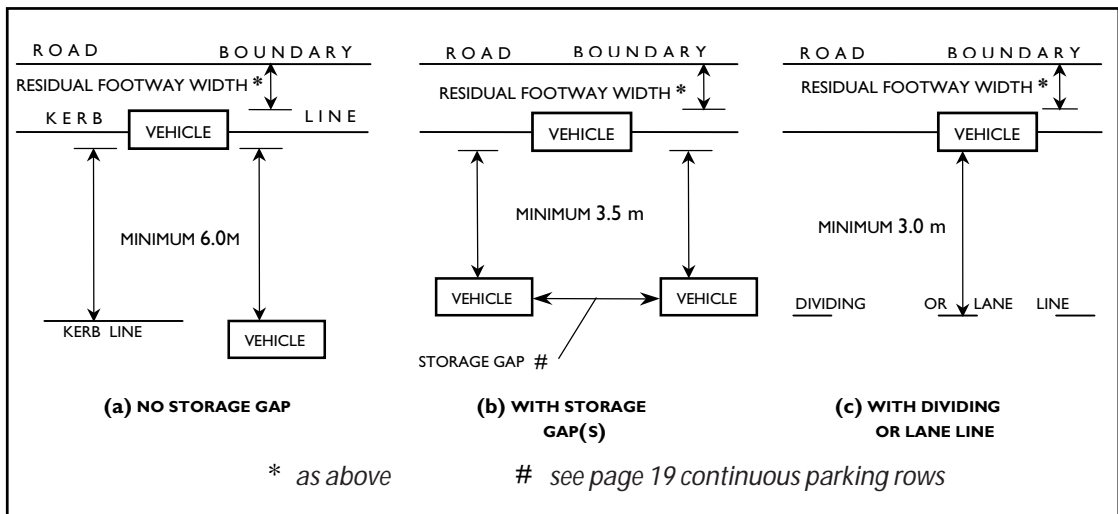 ROAD BOUNDARY
RESIDUAL FOOTWAY WIDTH *
KERB LINE
VEHICLE
MINIMUM 6.0M
KERB LINE
VEHICLE
(a) NO STORAGE GAP
ROAD BOUNDARY
RESIDUAL FOOTWAY WIDTH *
VEHICLE
MINIMUM 3.5 m
VEHICLE VEHICLE
STORAGE GAP #
(b) WITH STORAGE
GAP(S)
ROAD BOUNDARY
RESIDUAL FOOTWAY WIDTH *
VEHICLE
MINIMUM 3.0 m
DIVIDING OR LANE LINE
(c) WITH DIVIDING
OR LANE LINE
* as above # see page 19 continuous parking rows